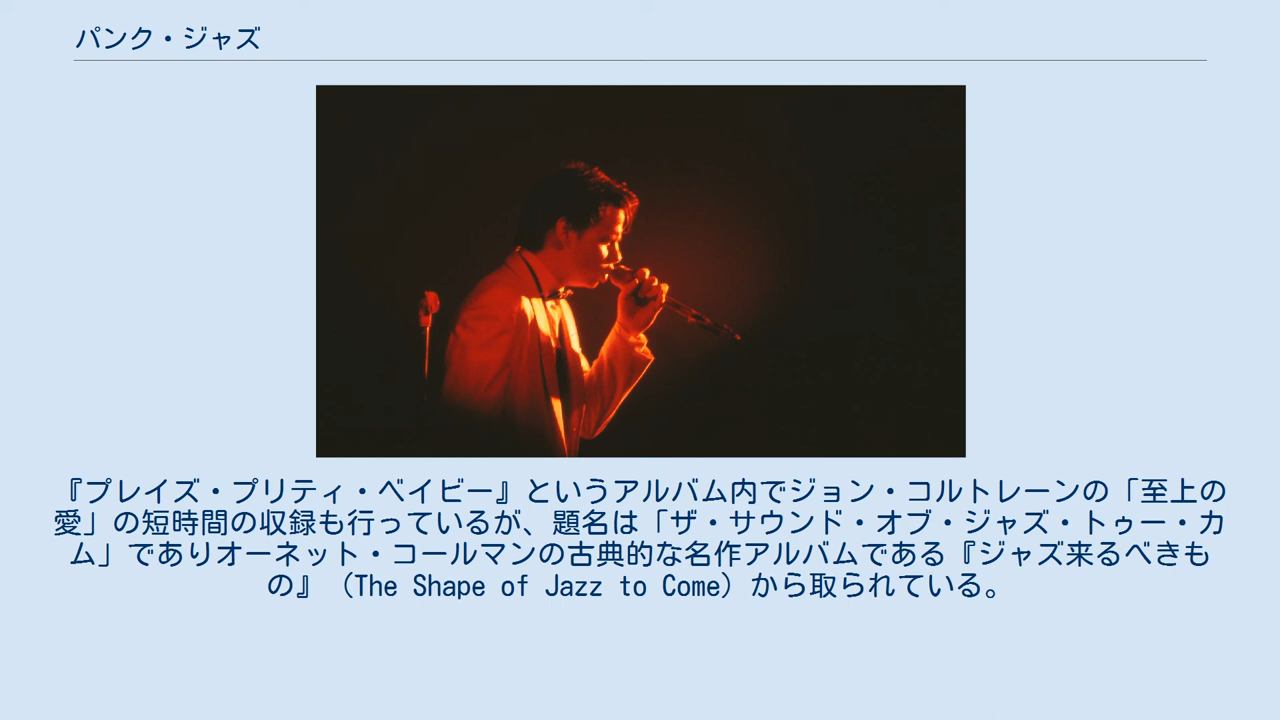 パンク・ジャズ
『プレイズ・プリティ・ベイビー』というアルバム内でジョン・コルトレーンの「至上の
愛」の短時間の収録も行っているが、題名は「ザ・サウンド・オブ・ジャズ・トゥー・カ
ム」でありオーネット・コールマンの古典的な名作アルバムである『ジャズ来るべきも
の』（The Shape of Jazz to Come）から取られている。